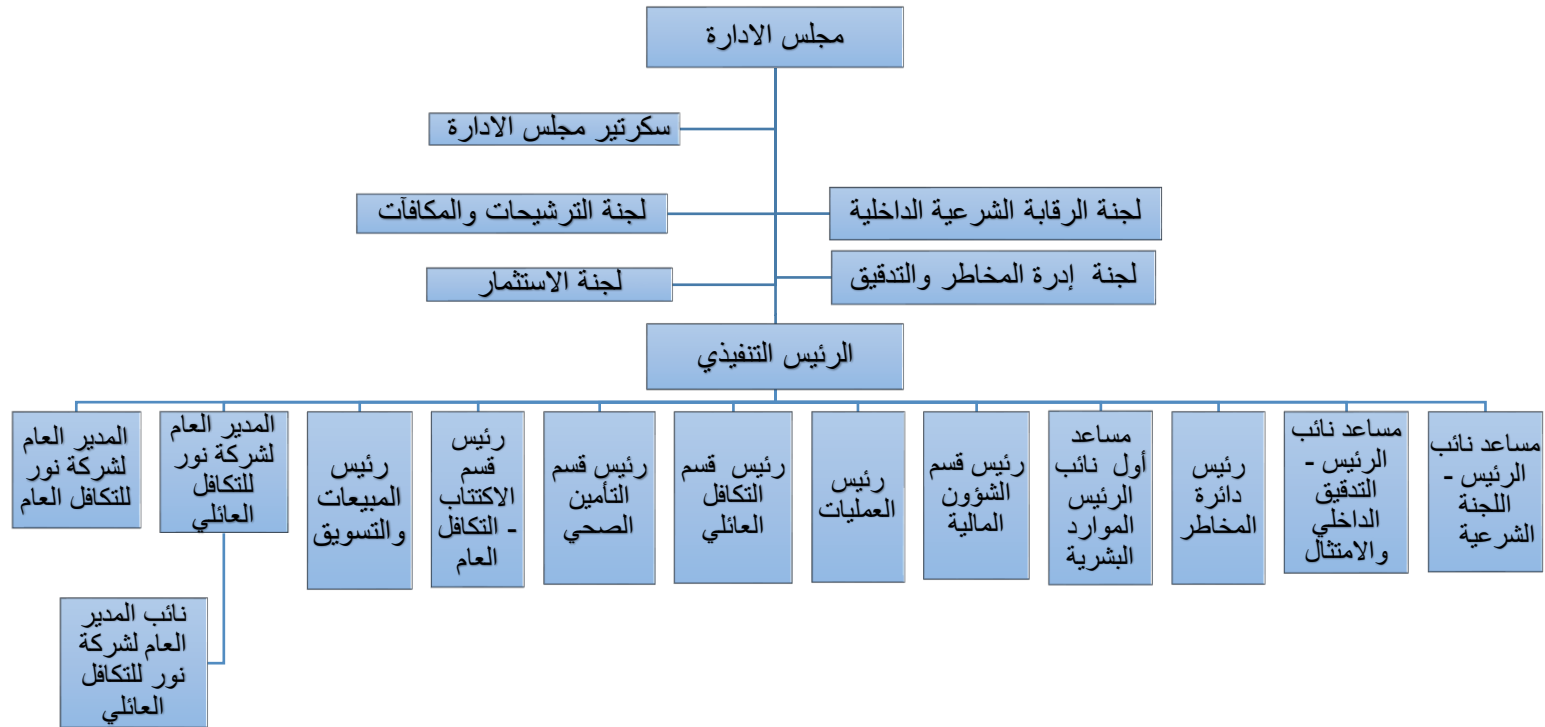 مجلس الادارة
سكرتير مجلس الادارة
لجنة الرقابة الشرعية الداخلية
لجنة الترشيحات والمكافآت
لجنة إدرة المخاطر والتدقيق
لجنة الاستثمار
الرئيس التنفيذي
مساعد نائب
الرئيس -
اللجنة
الشرعية
مساعد نائب
الرئيس -
التدقيق
الداخلي
والامتثال
رئيس
دائرة
المخاطر
مساعد
أول نائب
الرئيس
الموارد
البشرية
رئيس قسم
الشؤون
المالية
رئيس
العمليات
رئيس قسم
التكافل
العائلي
رئيس قسم
التأمين
الصحي
رئيس
قسم
الاكتتاب
- التكافل
العام
رئيس
المبيعات
والتسويق
المدير العام
لشركة نور
للتكافل
العائلي
المدير العام
لشركة نور
للتكافل العام
نائب المدير
العام لشركة
نور للتكافل
العائلي